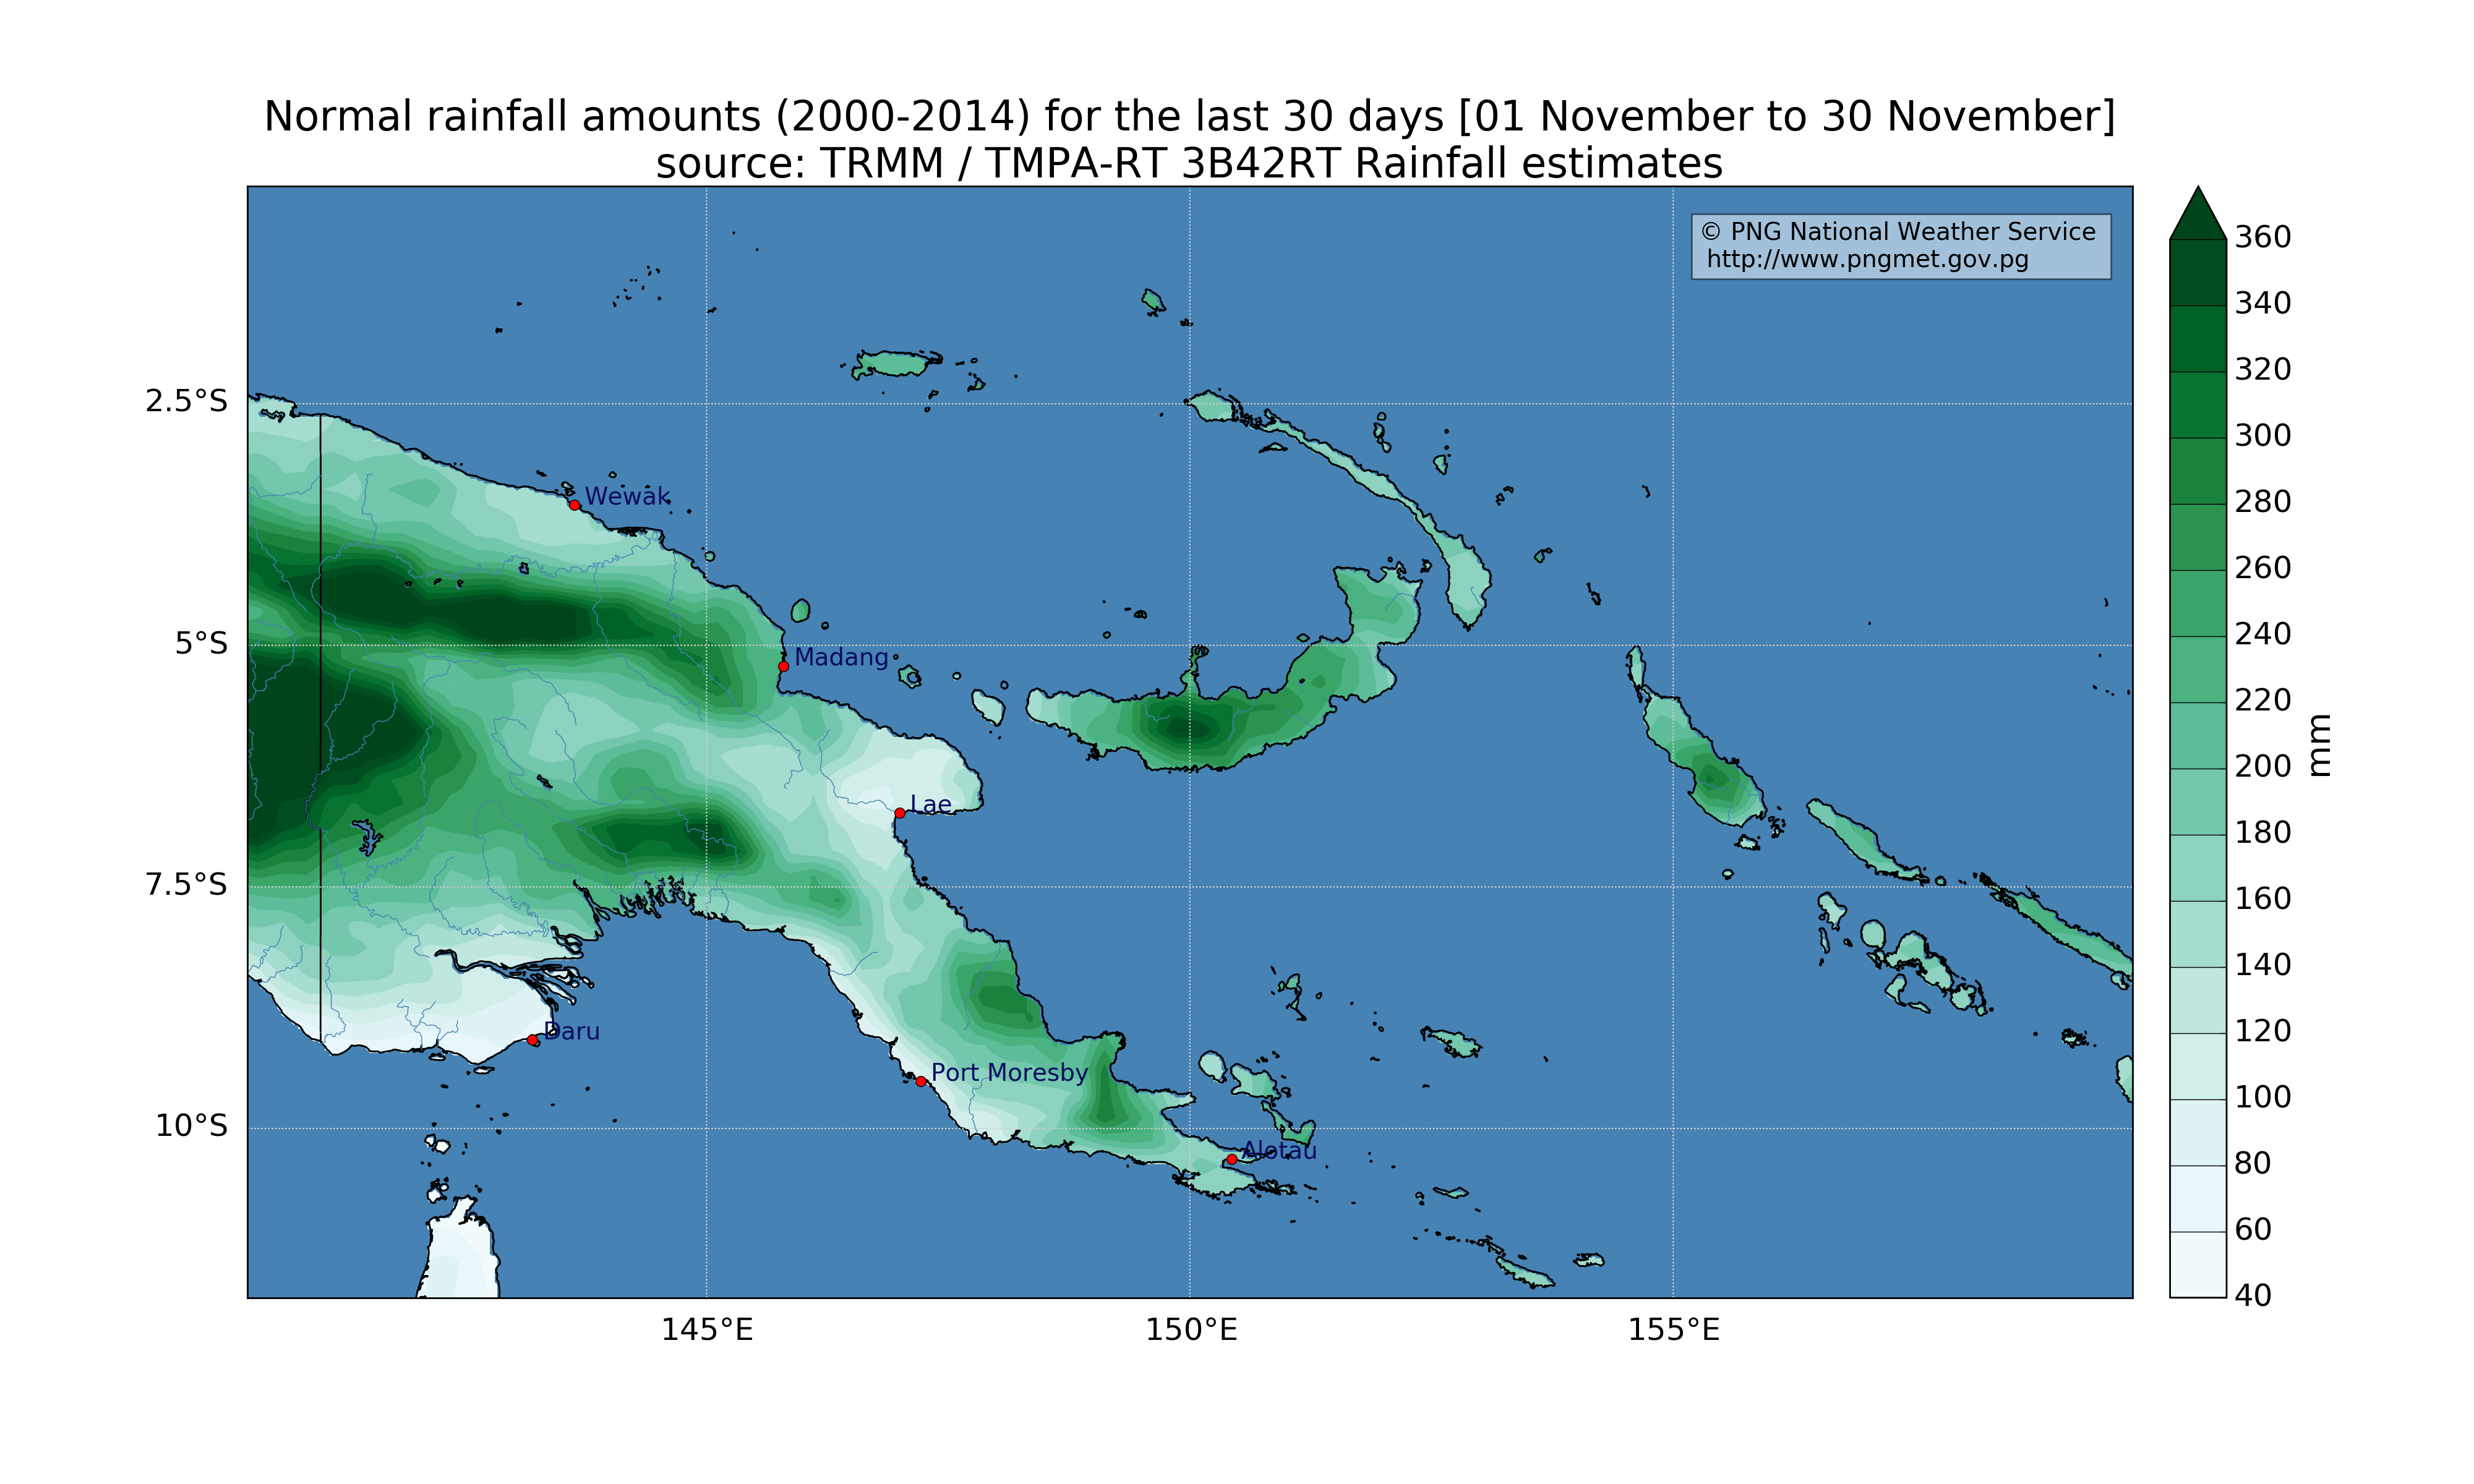 Normal rainfall amounts (2000-2014) for the last 30 days [01 November to 30 November]
source: TRMM / TMPA-RT 3B42RT Rainfall estimates
© PNG National Weather Service
http://www.pngmet.gov.pg
2.5°S
5°S
7.5°S
10°S
Wewak
Madang
Lae
Daru
Port Moresby
Alotau
145°E
150°E
155°E
360
340
320
300
280
260
240
220
200
180
160
140
120
100
80
60
40
mm